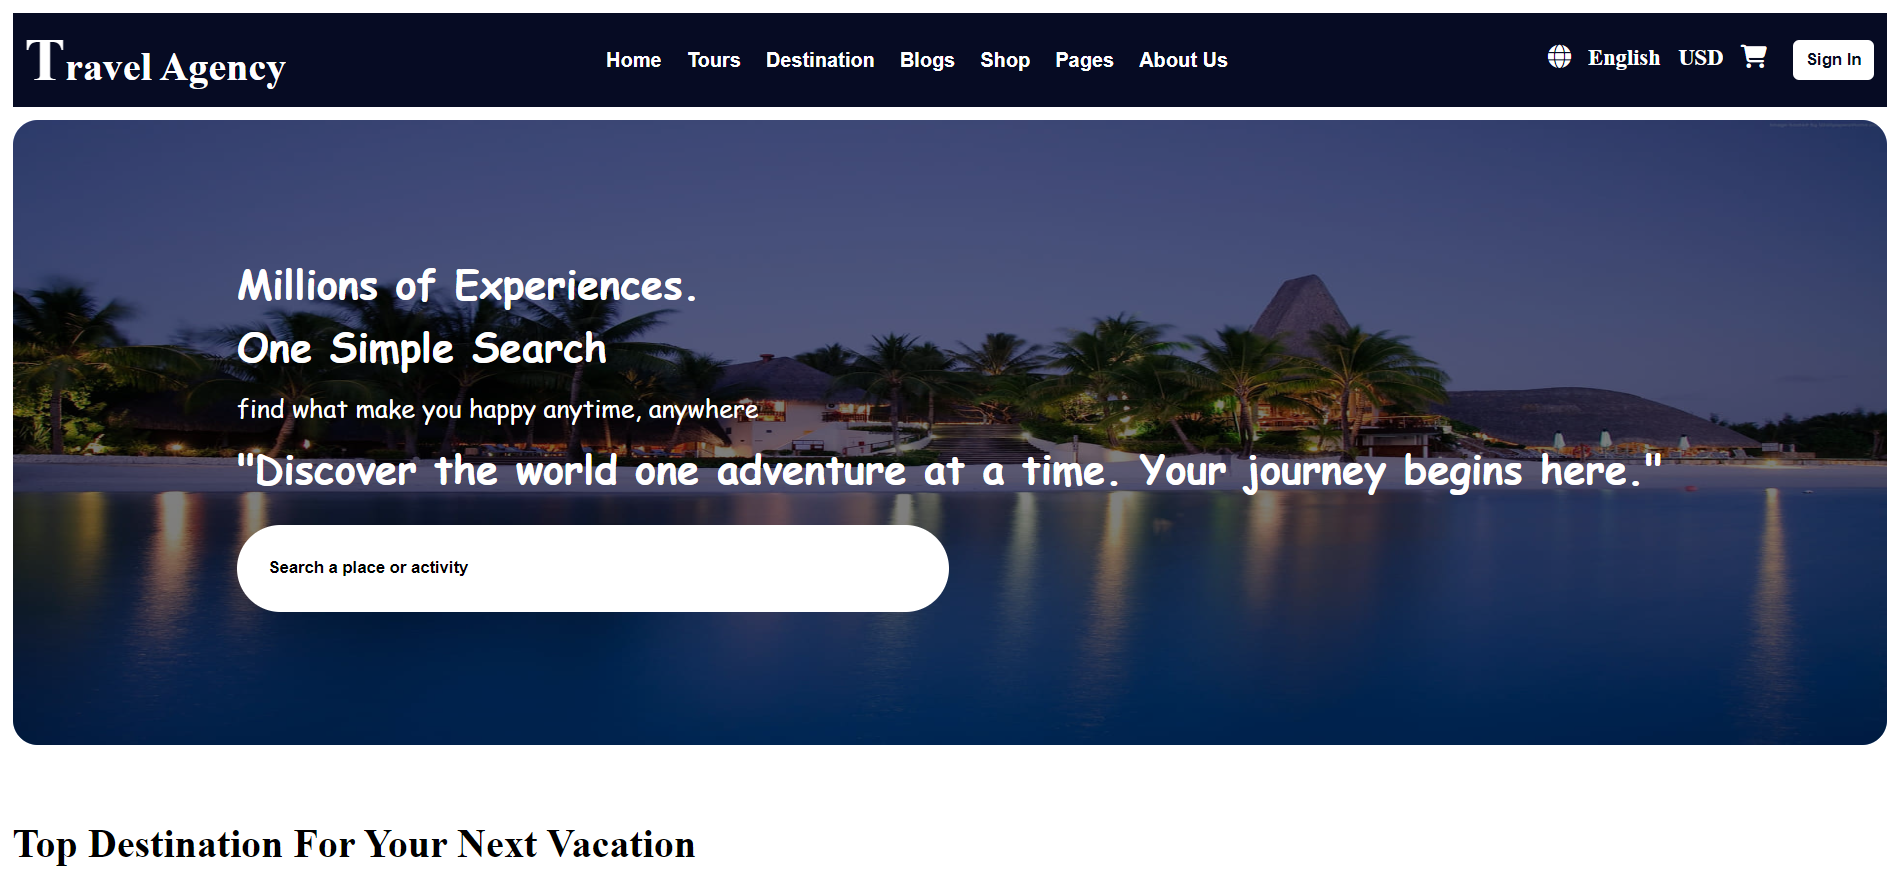 Travel Agency
Home Tours Destination Blogs Shop Pages About Us
English USD
Sign In
Millions of Experiences.
One Simple Search
find what make you happy anytime, anywhere
"Discover the world one adventure at a time. Your journey begins here."
Search a place or activity
Top Destination For Your Next Vacation